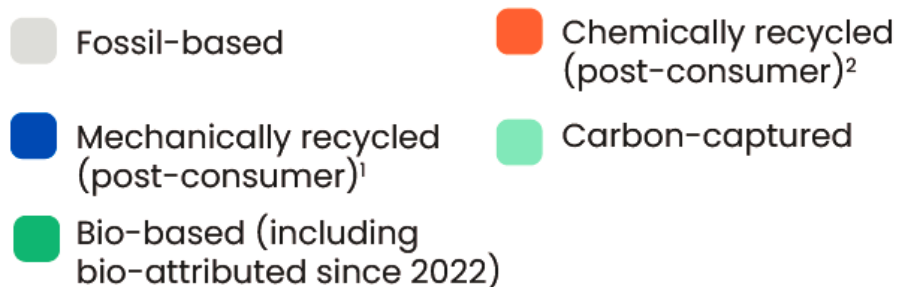 Fossil-based
Mechanically recycled
(post-consumer)¹
Bio-based (including
bio-attributed since 2022)
Chemically recycled
(post-consumer)²
Carbon-captured